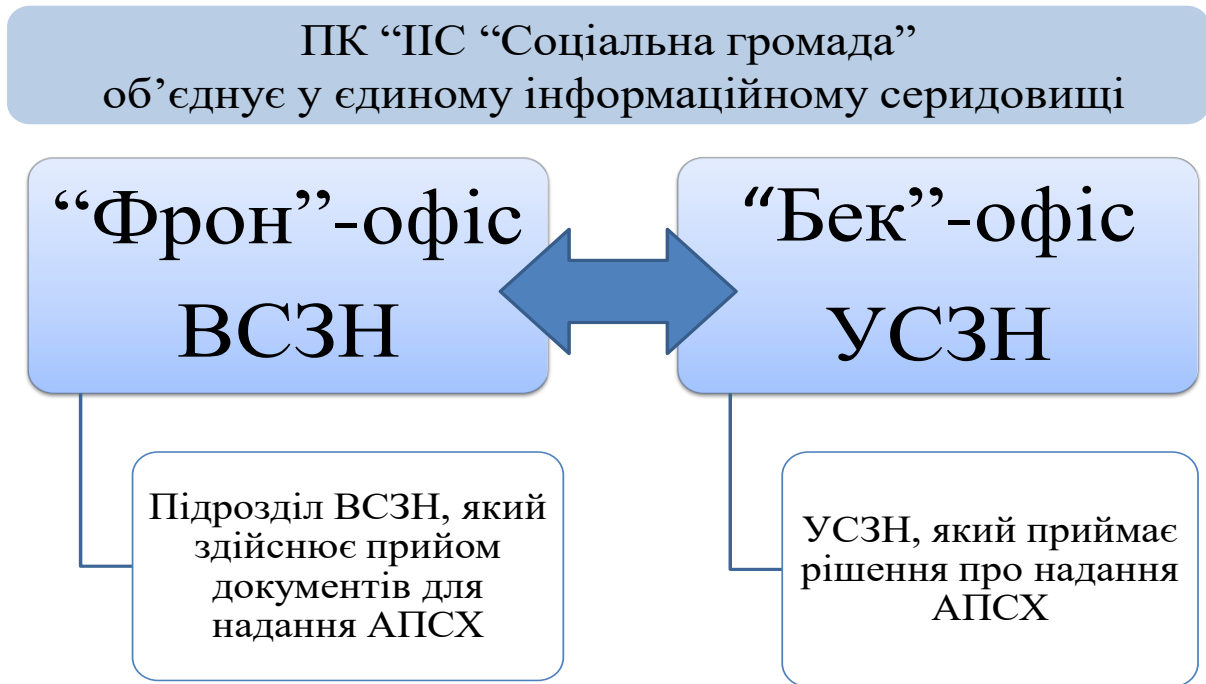 ПК “ІІС “Соціальна громада”
об’єднує у єдиному інформаційному серидовищі
“Фрон”-офіс
ВСЗН
“Бек”-офіс
УСЗН
Підрозділ ВСЗН, який
здійснює прийом
документів для
надання АПСХ
УСЗН, який приймає
рішення про надання
АПСХ